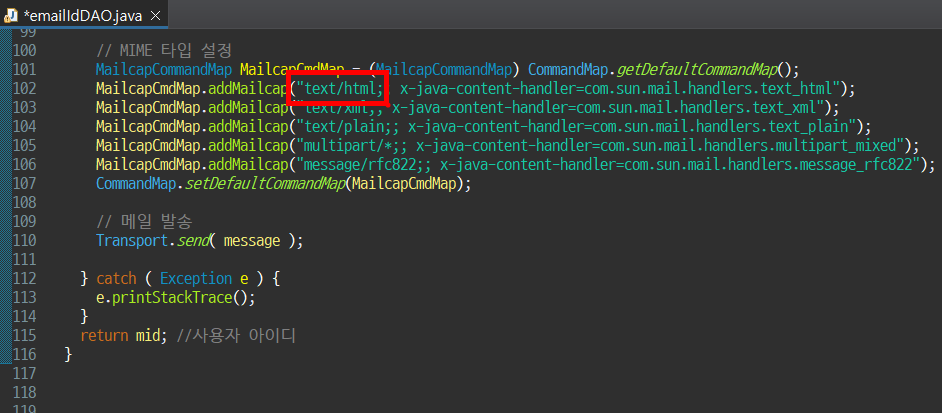 *emailIdDAO.java
99
100 // MIME 타입 설정
101 MailcapCommandMap MailcapCmdMap = (MailcapCommandMap) CommandMap.getDefaultCommandMap();
102 MailcapCmdMap.addMailcap("text/html;; x-java-content-handler=com.sun.mail.handlers.text_html");
103 MailcapCmdMap.addMailcap("text/xml;; x-java-content-handler=com.sun.mail.handlers.text_xml");
104 MailcapCmdMap.addMailcap("text/plain;; x-java-content-handler=com.sun.mail.handlers.text_plain");
105 MailcapCmdMap.addMailcap("multipart/*;; x-java-content-handler=com.sun.mail.handlers.multipart_mixed");
106 MailcapCmdMap.addMailcap("message/rfc822;; x-java-content-handler=com.sun.mail.handlers.message_rfc822");
107 CommandMap.setDefaultCommandMap(MailcapCmdMap);
108
109 // 메일 발송
110 Transport.send( message );
111
112 } catch ( Exception e ) {
113 e.printStackTrace();
114 }
115 return mid; //사용자 아이디
116 }
117
118
119